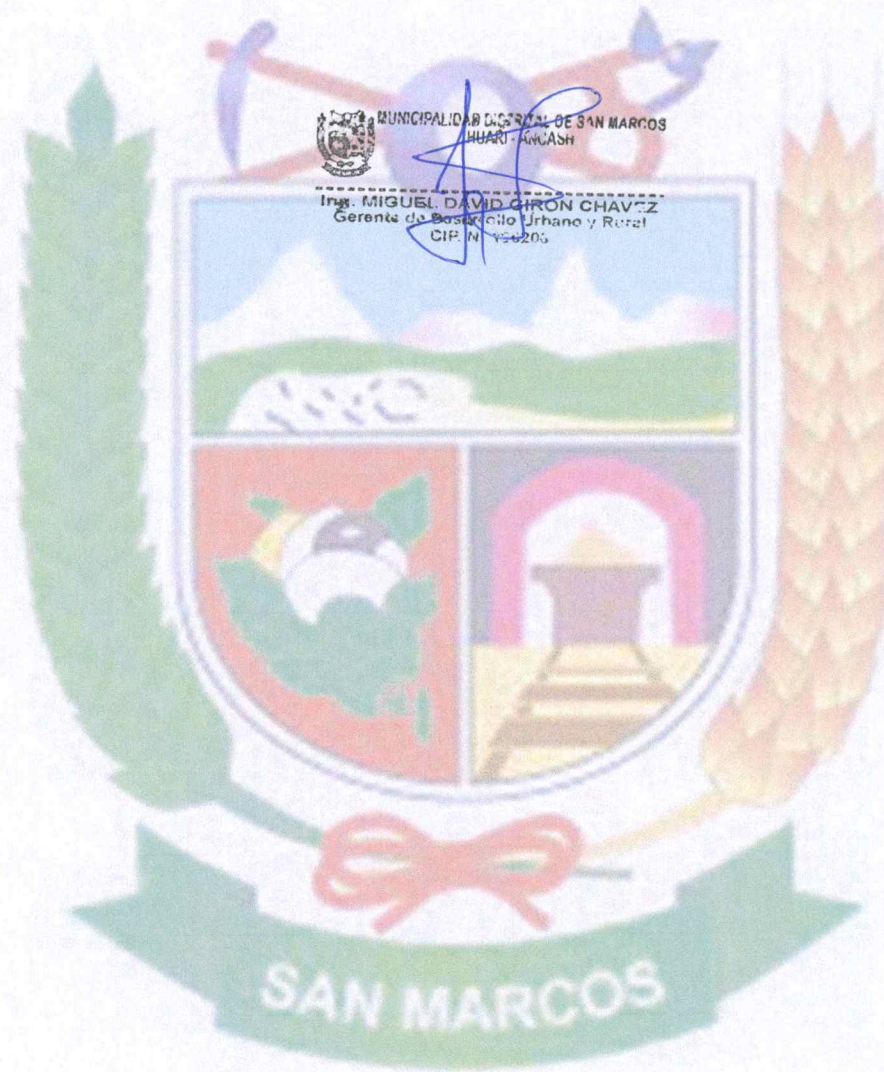 MUNICIPALIDAD DISTRITAL DE SAN MARCOS
HUARI - ANCASH
Ing. MIGUEL DAVID GIRON CHAVEZ
Gerente de Desarrollo Urbano y Rural
CIP. N°
SAN MARCOS